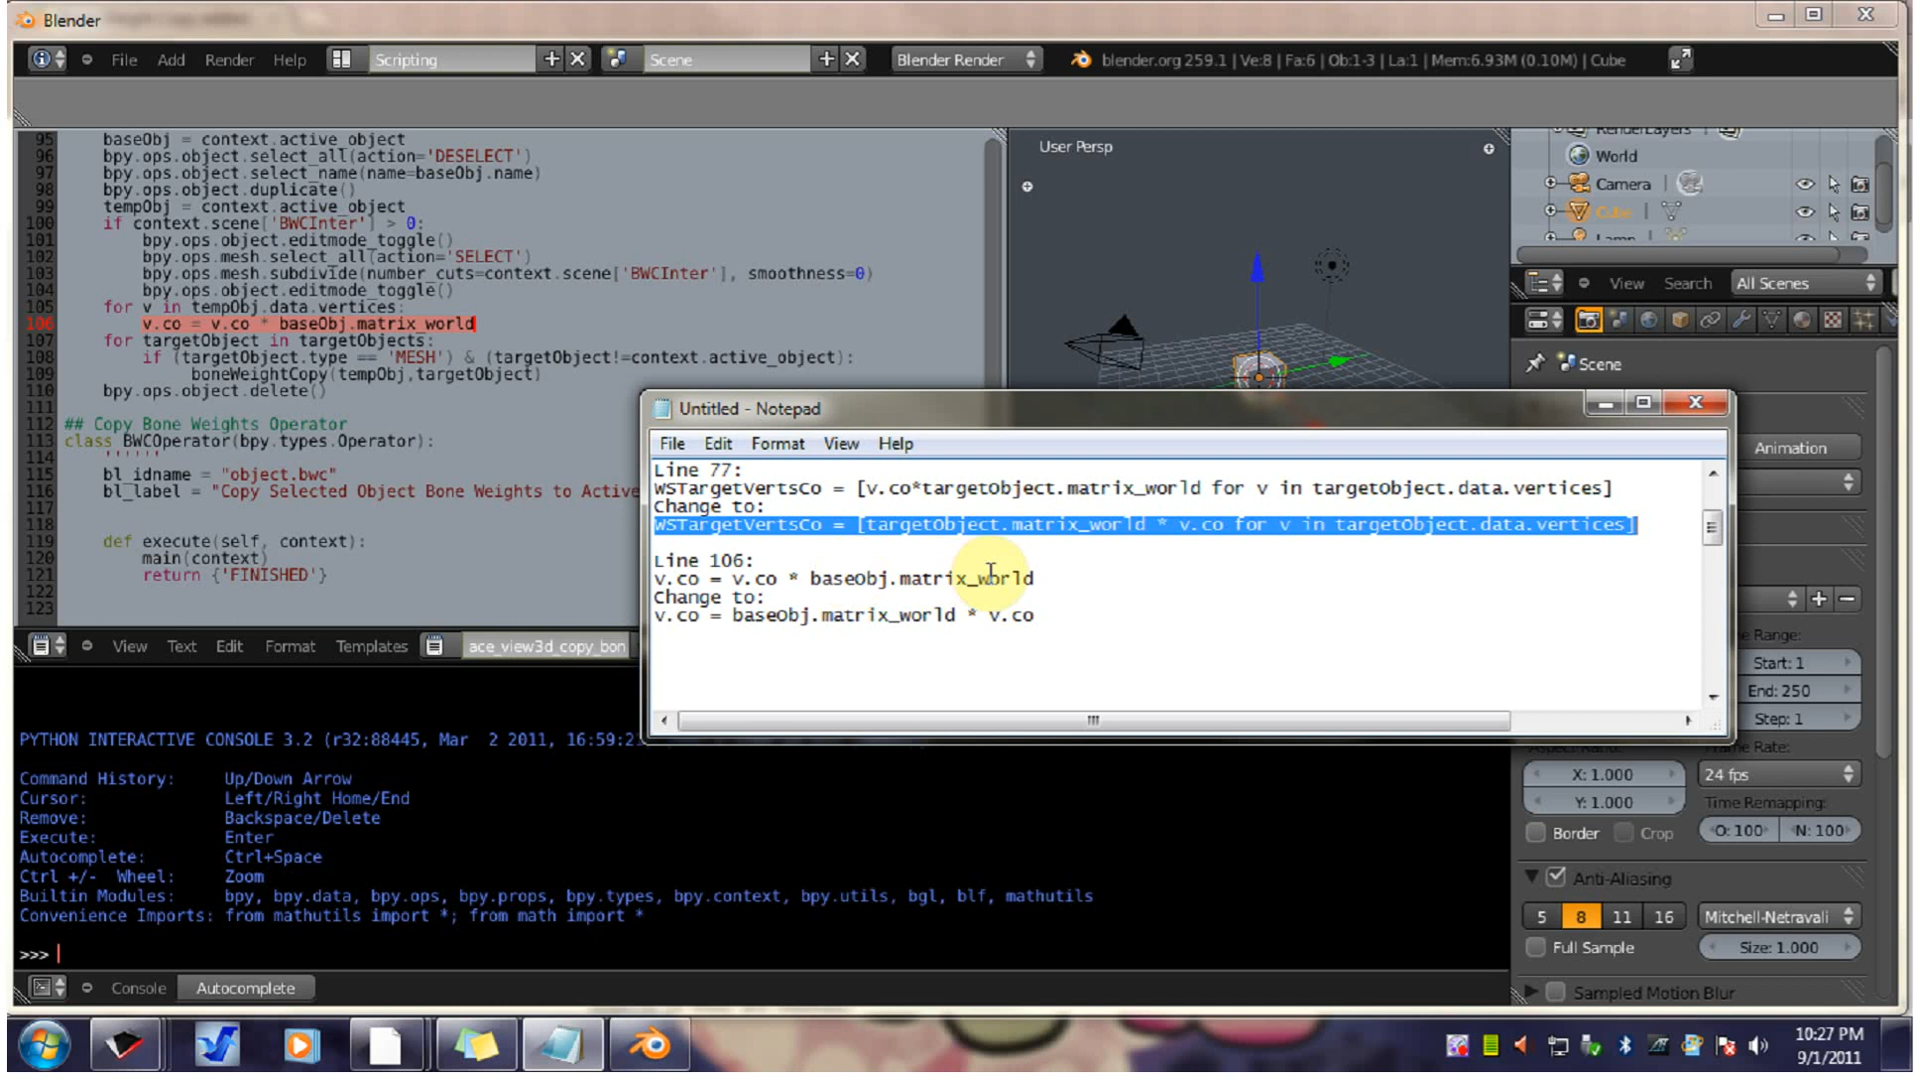 Blender
File Add Render Help Scripting Scene Blender Render blender.org 259.1 | Ve:8 | Fa:6 | Ob:1-3 | La:1 | Mem:6.93M (0.10M) | Cube
95 baseObj = context.active_object
96 bpy.ops.object.select_all(action='DESELECT')
97 bpy.ops.object.select_name(name=baseObj.name)
98 bpy.ops.object.duplicate()
99 tempObj = context.active_object
100 if context.scene['BWCInter'] > 0:
101 bpy.ops.object.editmode_toggle()
102 bpy.ops.mesh.select_all(action='SELECT')
103 bpy.ops.mesh.subdivide(number_cuts=context.scene['BWCInter'], smoothness=0)
104 bpy.ops.object.editmode_toggle()
105 for v in tempObj.data.vertices:
106 v.co = v.co * baseObj.matrix_world
107 for targetObject in targetObjects:
108 if (targetObject.type == 'MESH') & (targetObject!=context.active_object):
109 boneWeightCopy(tempObj,targetObject)
110 bpy.ops.object.delete()
111
112 ## Copy Bone Weights Operator
113 class BWCOperator(bpy.types.Operator):
114 ''''''
115 bl_idname = "object.bwc"
116 bl_label = "Copy Selected Object Bone Weights to Active
117
118
119 def execute(self, context):
120 main(context)
121 return {'FINISHED'}
122
123
View Text Edit Format Templates ace_view3d_copy_bon
User Persp
RenderLayers
World
Camera
Cube
Lamp
View Search All Scenes
Scene
Animation
Untitled - Notepad
File Edit Format View Help
Line 77:
WSTargetVertsCo = [v.co*targetObject.matrix_world for v in targetObject.data.vertices]
Change to:
WSTargetVertsCo = [targetObject.matrix_world * v.co for v in targetObject.data.vertices]
Line 106:
v.co = v.co * baseObj.matrix_world
Change to:
v.co = baseObj.matrix_world * v.co
Range:
Start: 1
End: 250
Step: 1
Rate:
X: 1.000 24 fps
Y: 1.000 Time Remapping:
Border Crop O: 100 N: 100
Anti-Aliasing
5 8 11 16 Mitchell-Netravali
Full Sample Size: 1.000
Sampled Motion Blur
PYTHON INTERACTIVE CONSOLE 3.2 (r32:88445, Mar 2 2011, 16:59:2
Command History: Up/Down Arrow
Cursor: Left/Right Home/End
Remove: Backspace/Delete
Execute: Enter
Autocomplete: Ctrl+Space
Ctrl +/- Wheel: Zoom
Builtin Modules: bpy, bpy.data, bpy.ops, bpy.props, bpy.types, bpy.context, bpy.utils, bgl, blf, mathutils
Convenience Imports: from mathutils import *; from math import *
>>>
Console Autocomplete
10:27 PM
9/1/2011